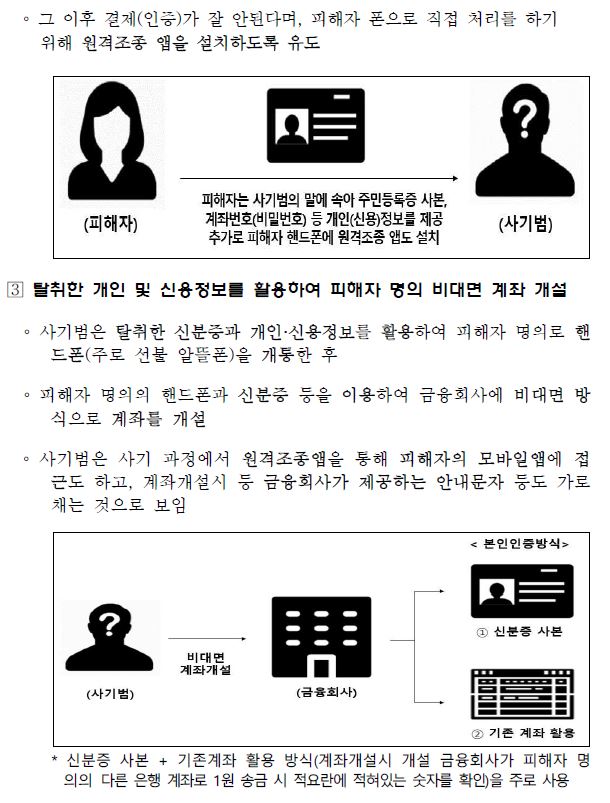 ◦ 그 이후 결제(인증)가 잘 안된다며, 피해자 폰으로 직접 처리를 하기
위해 원격조종 앱을 설치하도록 유도
?
(피해자)
피해자는 사기범의 말에 속아 주민등록증 사본,
계좌번호(비밀번호) 등 개인(신용)정보를 제공
추가로 피해자 핸드폰에 원격조종 앱도 설치
(사기범)
③ 탈취한 개인 및 신용정보를 활용하여 피해자 명의 비대면 계좌 개설
◦ 사기범은 탈취한 신분증과 개인·신용정보를 활용하여 피해자 명의로 핸
드폰(주로 선불 알뜰폰)을 개통한 후
◦ 피해자 명의의 핸드폰과 신분증 등을 이용하여 금융회사에 비대면 방
식으로 계좌를 개설
◦ 사기범은 사기 과정에서 원격조종앱을 통해 피해자의 모바일앱에 접
근도 하고, 계좌개설시 등 금융회사가 제공하는 안내문자 등도 가로
채는 것으로 보임
< 본인인증방식>
?
(사기범)
비대면
계좌개설
(금융회사)
① 신분증 사본
② 기존 계좌 활용
* 신분증 사본 + 기존계좌 활용 방식(계좌개설시 개설 금융회사가 피해자 명
의의 다른 은행 계좌로 1원 송금 시 적요란에 적혀있는 숫자를 확인)을 주로 사용